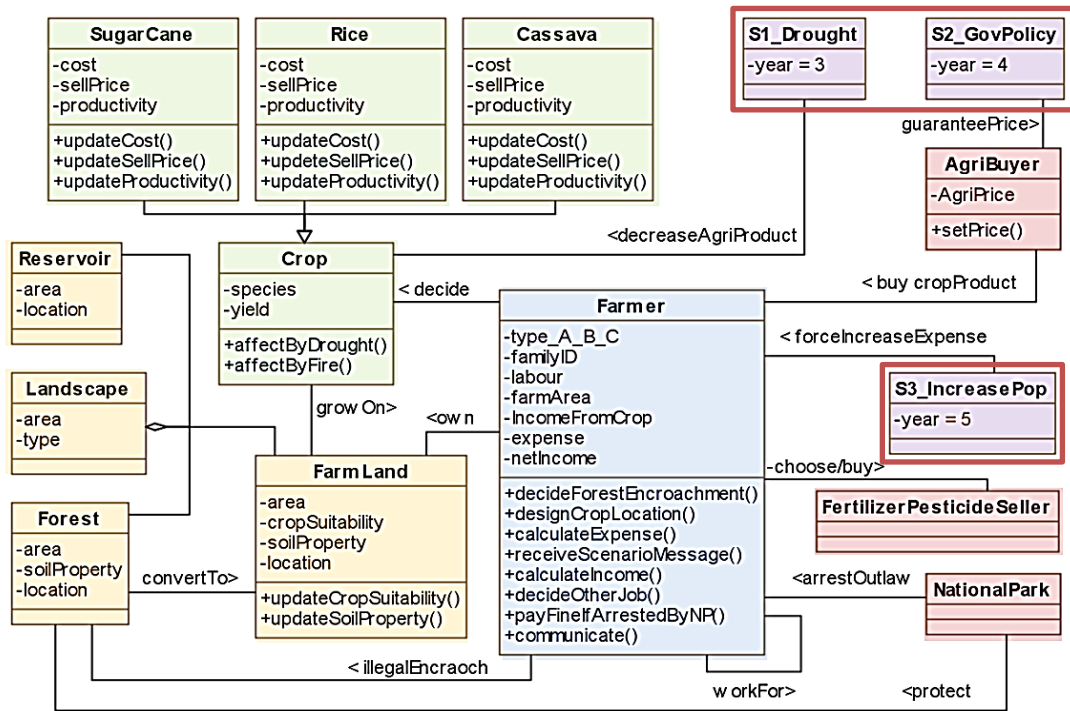 SugarCane
-cost
-sellPrice
-productivity
+updateCost()
+updateSellPrice()
+updateProductivity()
Rice
-cost
-sellPrice
-productivity
+updateCost()
+updeteSellPrice()
+updateProductivity()
Cassava
-cost
-sellPrice
-productivity
+updateCost()
+updateSellPrice()
+updateProductivity()
S1_Drought
-year = 3
S2_GovPolicy
-year = 4
guaranteePrice>
AgriBuyer
-AgriPrice
+setPrice()
<decreaseAgriProduct
Reservoir
-area
-location
Crop
-species
-yield
+affectByDrought()
+affectByFire()
< decide
< buy cropProduct
Farmer
-type_A_B_C
-familyID
-labour
-farmArea
-IncomeFromCrop
-expense
-netIncome
+decideForestEncroachment()
+designCropLocation()
+calculateExpense()
+receiveScenarioMessage()
+calculateIncome()
+decideOtherJob()
+payFineIfArrestedByNP()
+communicate()
< forceIncreaseExpense
S3_IncreasePop
-year = 5
Landscape
-area
-type
grow On>
<own
FarmLand
-area
-cropSuitability
-soilProperty
-location
+updateCropSuitability()
+updateSoilProperty()
-choose/buy>
FertilizerPesticideSeller
Forest
-area
-soilProperty
-location
convertTo>
<arrestOutlaw
NationalPark
< illegalEncraoch
workFor>
<protect